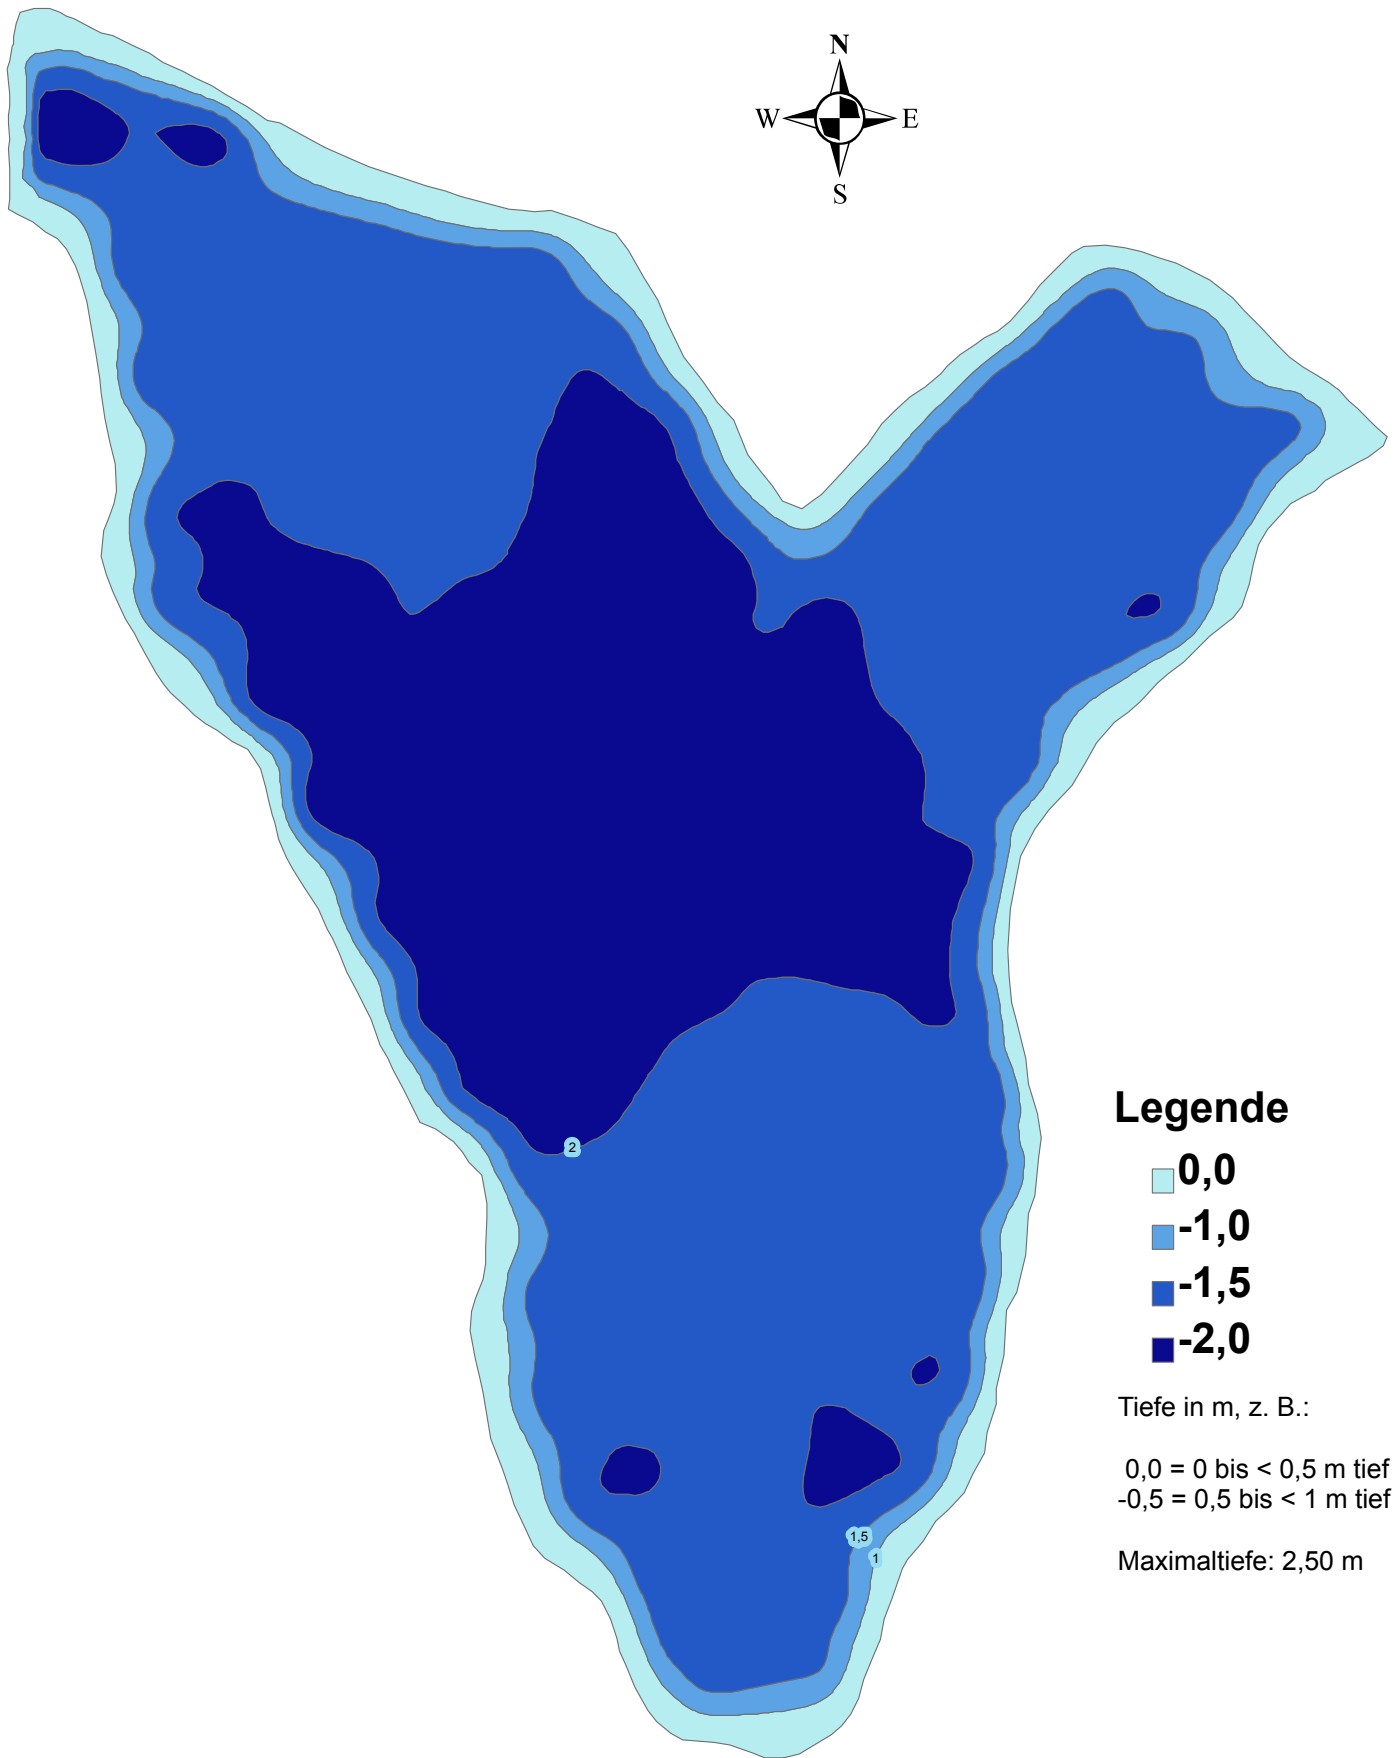 N
W
E
S
2
Legende
0,0
-1,0
-1,5
-2,0
Tiefe in m, z. B.:
0,0 = 0 bis < 0,5 m tief
-0,5 = 0,5 bis < 1 m tief
1,5
1
Maximaltiefe: 2,50 m